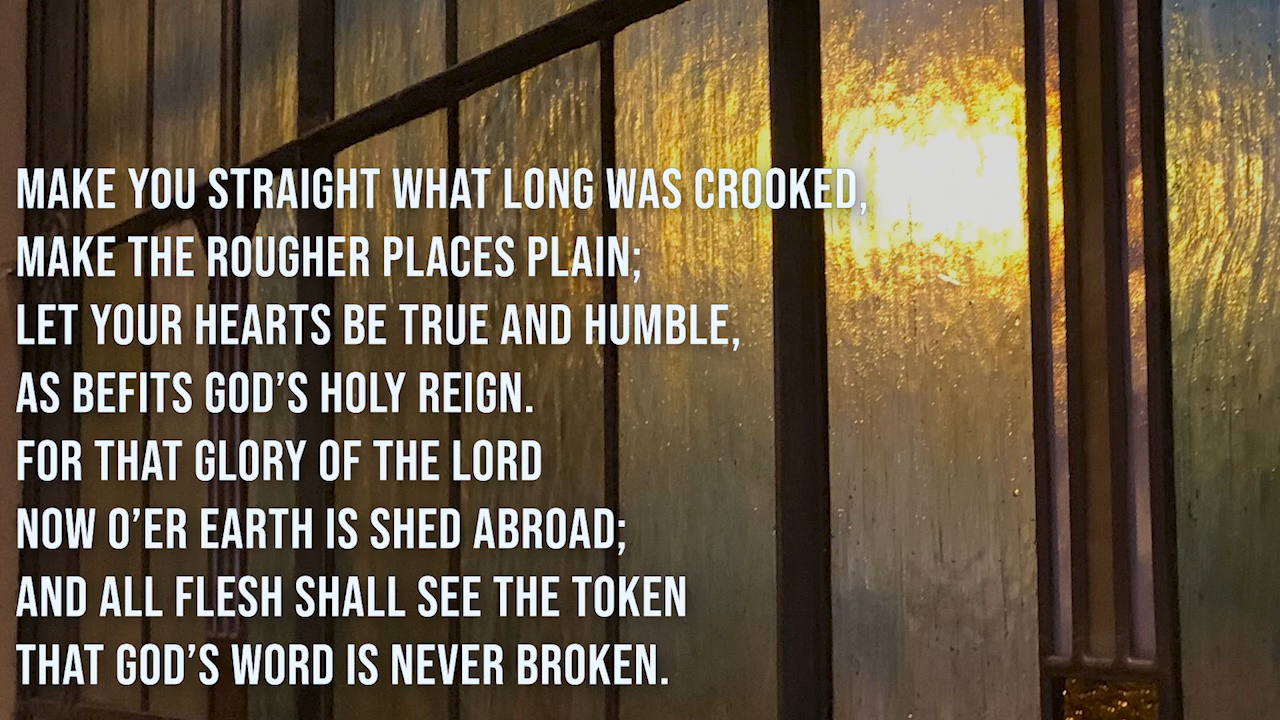 MAKE YOU STRAIGHT WHAT LONG WAS CROOKED,
MAKE THE ROUGHER PLACES PLAIN;
LET YOUR HEARTS BE TRUE AND HUMBLE,
AS BEFITS GOD’S HOLY REIGN.
FOR THAT GLORY OF THE LORD
NOW O’ER EARTH IS SHED ABROAD;
AND ALL FLESH SHALL SEE THE TOKEN
THAT GOD’S WORD IS NEVER BROKEN.